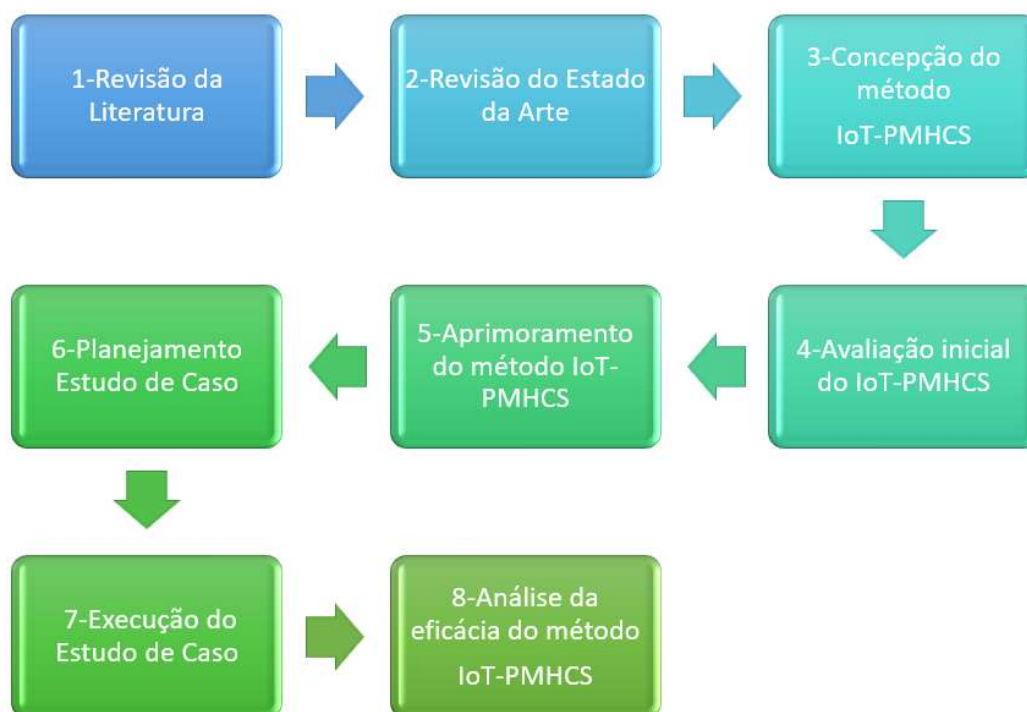 1-Revisão da
Literatura
2-Revisão do Estado
da Arte
3-Concepção do
método
IoT-PMHCS
4-Avaliação inicial
do IoT-PMHCS
5-Aprimoramento
do método IoT-
PMHCS
6-Planejamento
Estudo de Caso
7-Execução do
Estudo de Caso
8-Análise da
eficácia do método
IoT-PMHCS